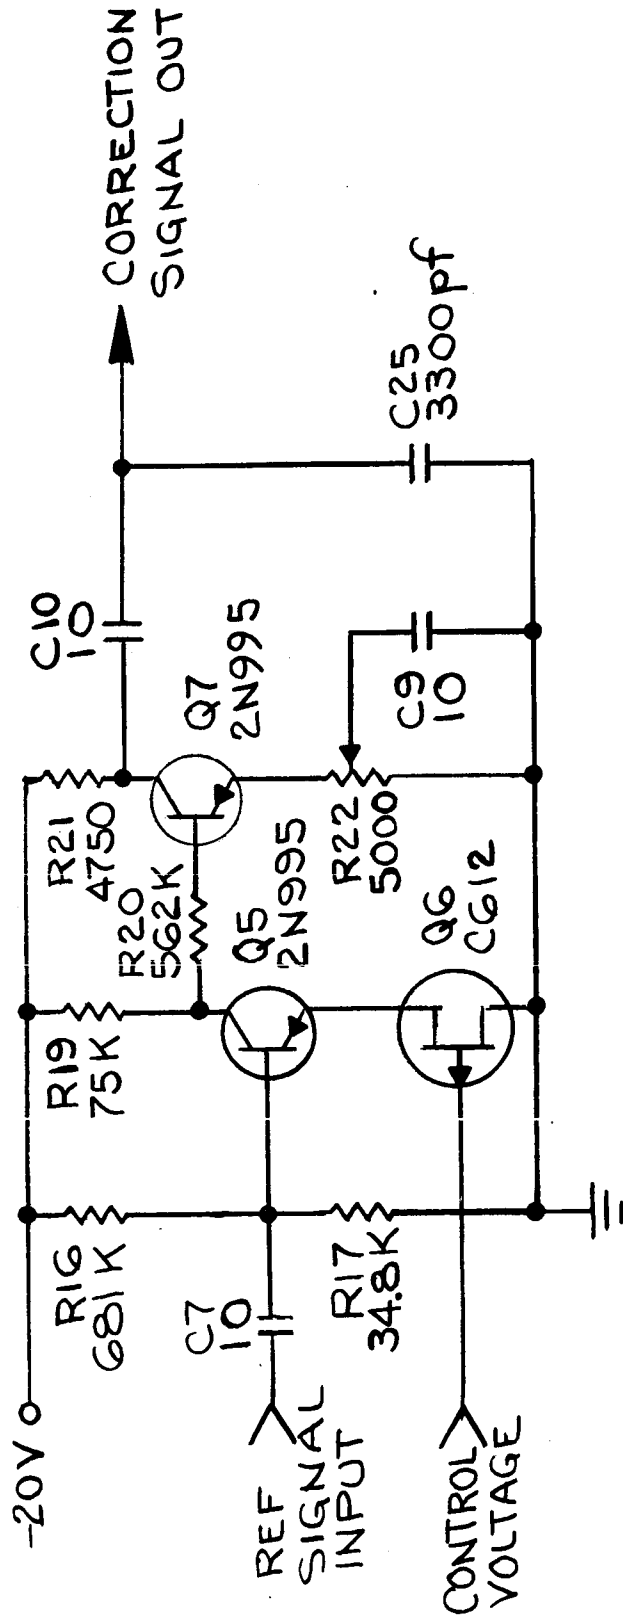 -20V
R16
681K
R19
75K
R21
4750
C10
10
CORRECTION
SIGNAL OUT
R20
562K
Q7
2N995
C7
10
Q5
2N995
REF
SIGNAL
INPUT
R17
34.8K
R22
5000
C9
10
C25
3300pf
Q6
C612
CONTROL
VOLTAGE